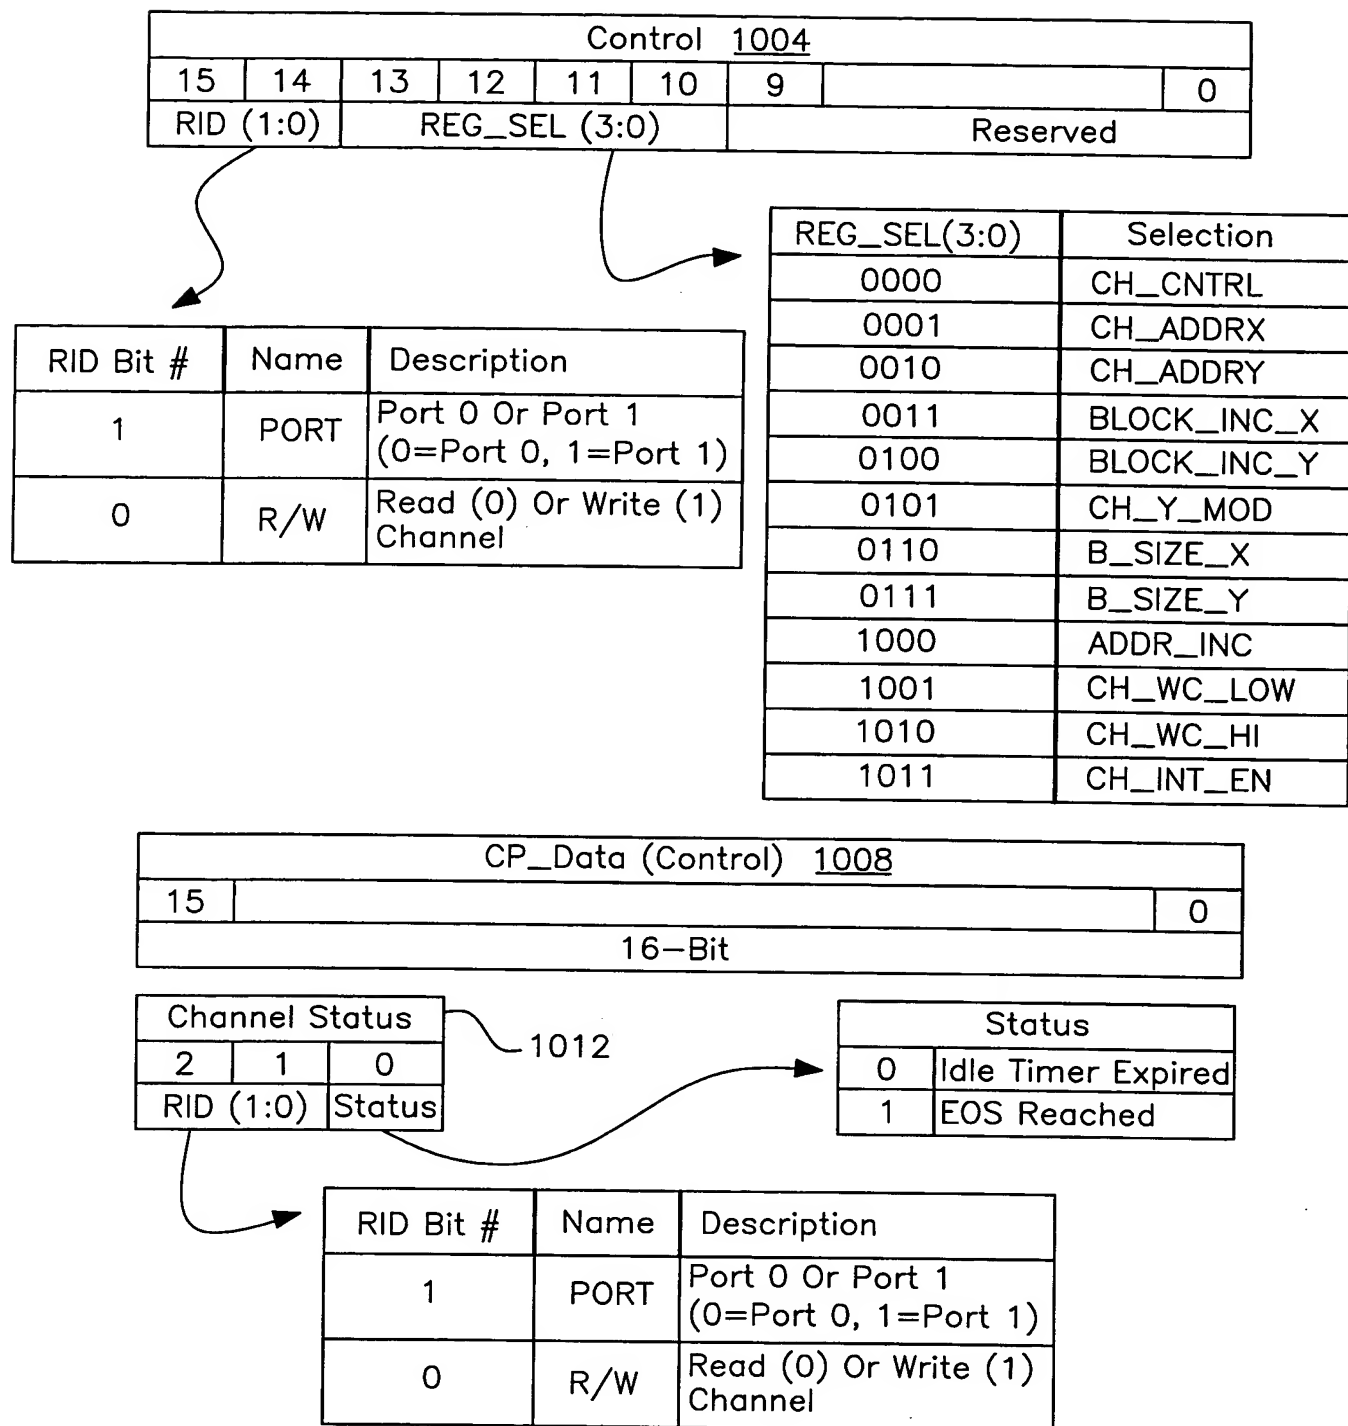 Control 1004
15 14 13 12 11 10 9 0
RID (1:0) REG_SEL (3:0) Reserved
REG_SEL(3:0) Selection
0000 CH_CNTRL
0001 CH_ADDRX
0010 CH_ADDRY
0011 BLOCK_INC_X
0100 BLOCK_INC_Y
0101 CH_Y_MOD
0110 B_SIZE_X
0111 B_SIZE_Y
1000 ADDR_INC
1001 CH_WC_LOW
1010 CH_WC_HI
1011 CH_INT_EN
RID Bit # Name Description
1 PORT Port 0 Or Port 1
(0=Port 0, 1=Port 1)
0 R/W Read (0) Or Write (1)
Channel
CP_Data (Control) 1008
15 0
16-Bit
Channel Status
1012
2 1 0
RID (1:0) Status
Status
0 Idle Timer Expired
1 EOS Reached
RID Bit # Name Description
1 PORT Port 0 Or Port 1
(0=Port 0, 1=Port 1)
0 R/W Read (0) Or Write (1)
Channel